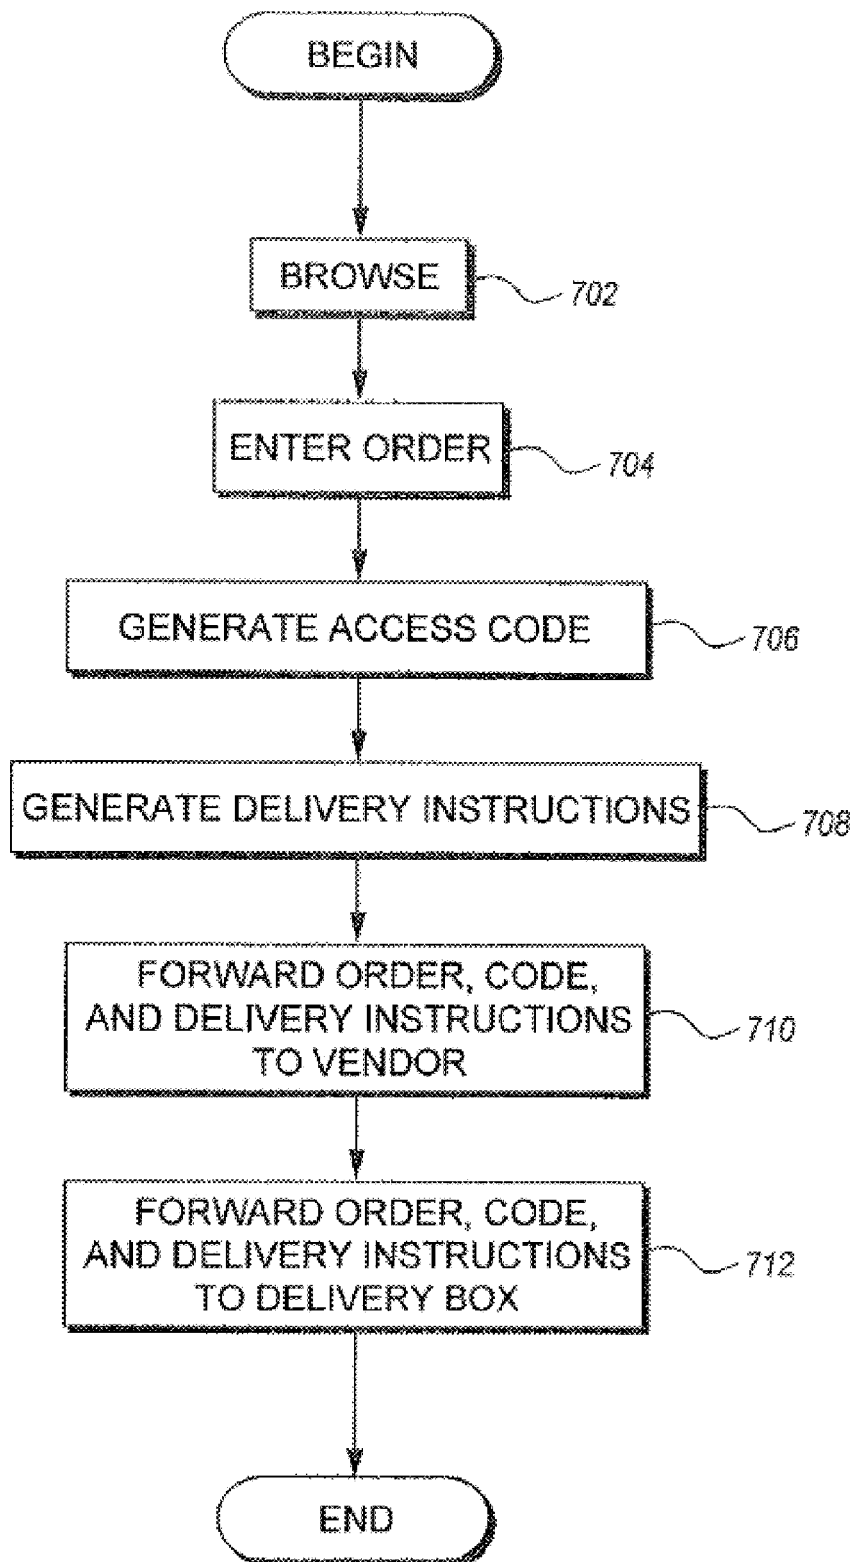 BEGIN
BROWSE
702
ENTER ORDER
704
GENERATE ACCESS CODE
706
GENERATE DELIVERY INSTRUCTIONS
708
FORWARD ORDER, CODE,
AND DELIVERY INSTRUCTIONS
TO VENDOR
710
FORWARD ORDER, CODE,
AND DELIVERY INSTRUCTIONS
TO DELIVERY BOX
712
END